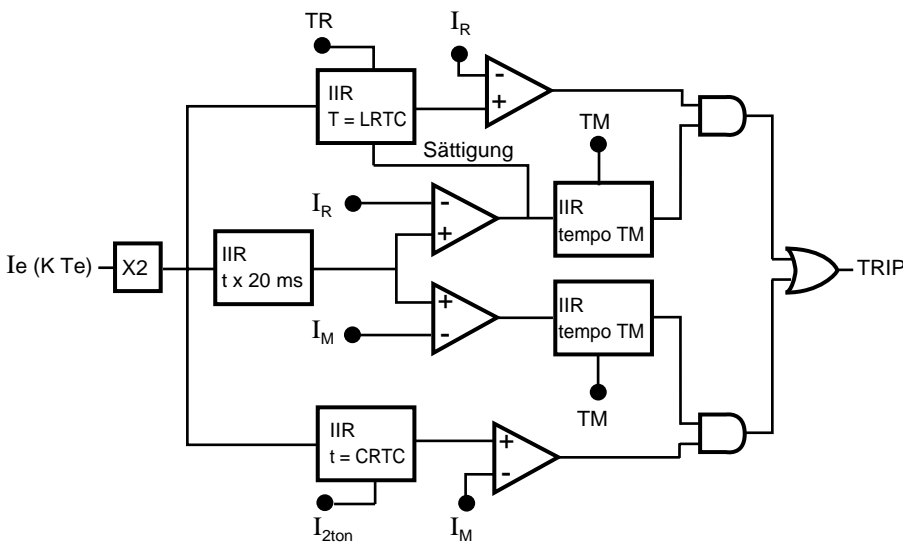 TR
I_R
IIR
T = LRTC
-
+
TM
Sättigung
I_R
-
+
IIR
tempo TM
Ie (K Te)
X2
IIR
t x 20 ms
TRIP
+
-
I_M
IIR
tempo TM
TM
IIR
t = CRTC
+
-
I_2ton
I_M